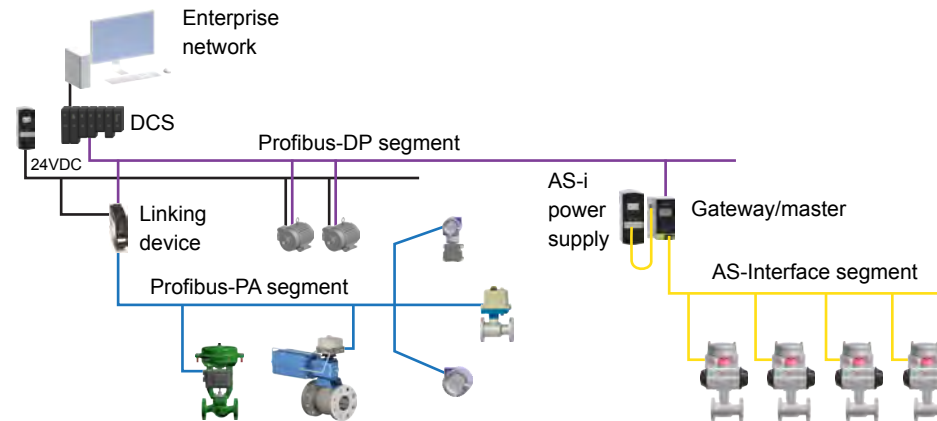 Enterprise
network
DCS
Profibus-DP segment
24VDC
AS-i
power
supply
Gateway/master
Linking
device
AS-Interface segment
Profibus-PA segment